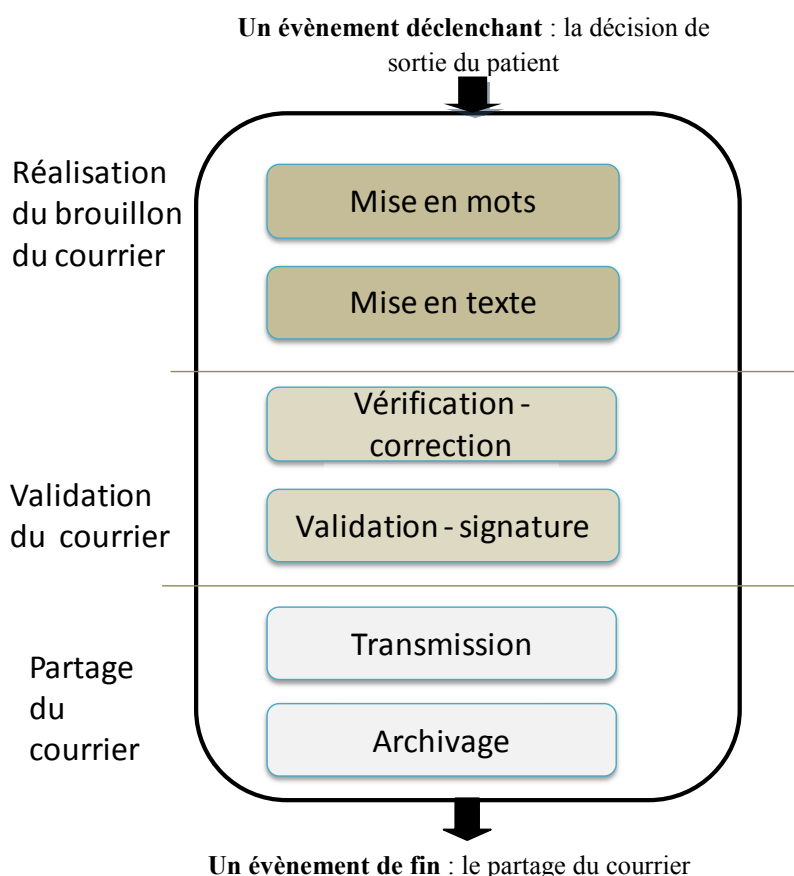 Un évènement déclenchant : la décision de
sortie du patient
Réalisation
du brouillon
du courrier
Mise en mots
Mise en texte
Vérification -
correction
Validation
du courrier
Validation - signature
Transmission
Partage
du
courrier
Archivage
Un évènement de fin : le partage du courrier